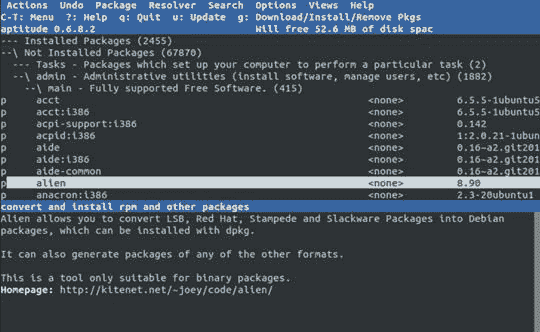 Actions Undo Package Resolver Search Options Views Help
C-T: Menu ?: Help q: Quit u: Update g: Download/Install/Remove Pkgs
aptitude 0.6.8.2 Will free 52.6 MB of disk spac
--- Installed Packages (2455)
--\ Not Installed Packages (67870)
--- Tasks - Packages which set up your computer to perform a particular task (2)
--\ admin - Administrative utilities (install software, manage users, etc) (1882)
--\ main - Fully supported Free Software. (415)
p acct <none> 6.5.5-1ubuntu5
p acct:i386 <none> 6.5.5-1ubuntu5
p acpi-support:i386 <none> 0.142
p acpid:i386 <none> 1:2.0.21-1ubun
p aide <none> 0.16~a2.git201
p aide:i386 <none> 0.16~a2.git201
p aide-common <none> 0.16~a2.git201
p alien <none> 8.90
p anacron:i386 <none> 2.3-20ubuntu1
convert and install rpm and other packages
Alien allows you to convert LSB, Red Hat, Stampede and Slackware Packages into Debian
packages, which can be installed with dpkg.
It can also generate packages of any of the other formats.
This is a tool only suitable for binary packages.
Homepage: http://kitenet.net/~joey/code/alien/